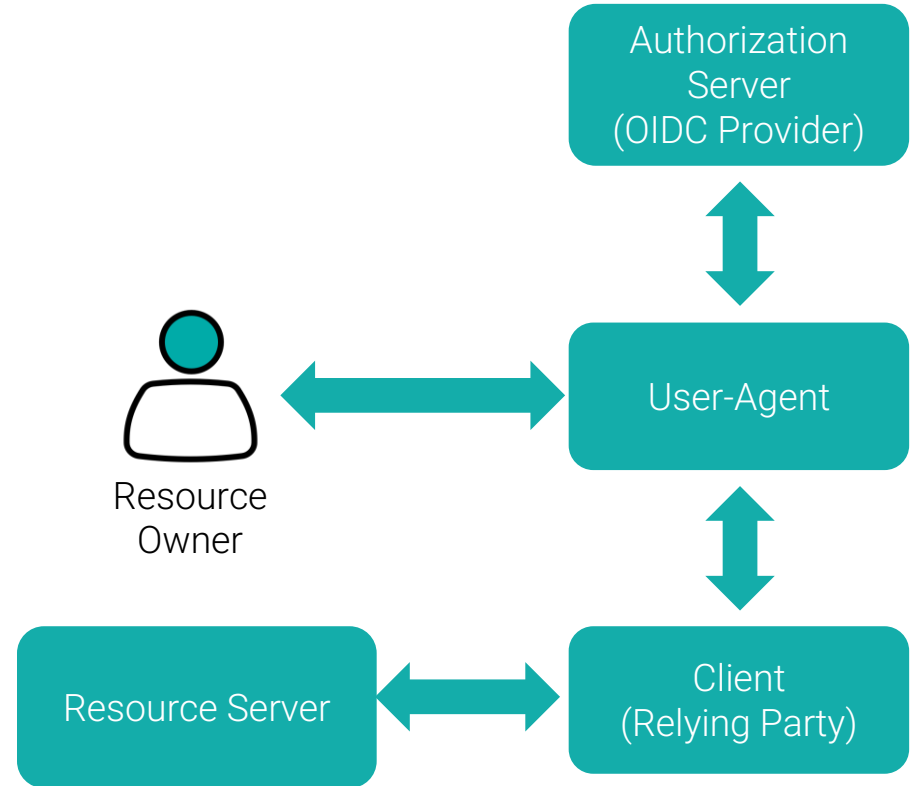 Authorization
Server
(OIDC Provider)
User-Agent
Resource
Owner
Resource Server
Client
(Relying Party)